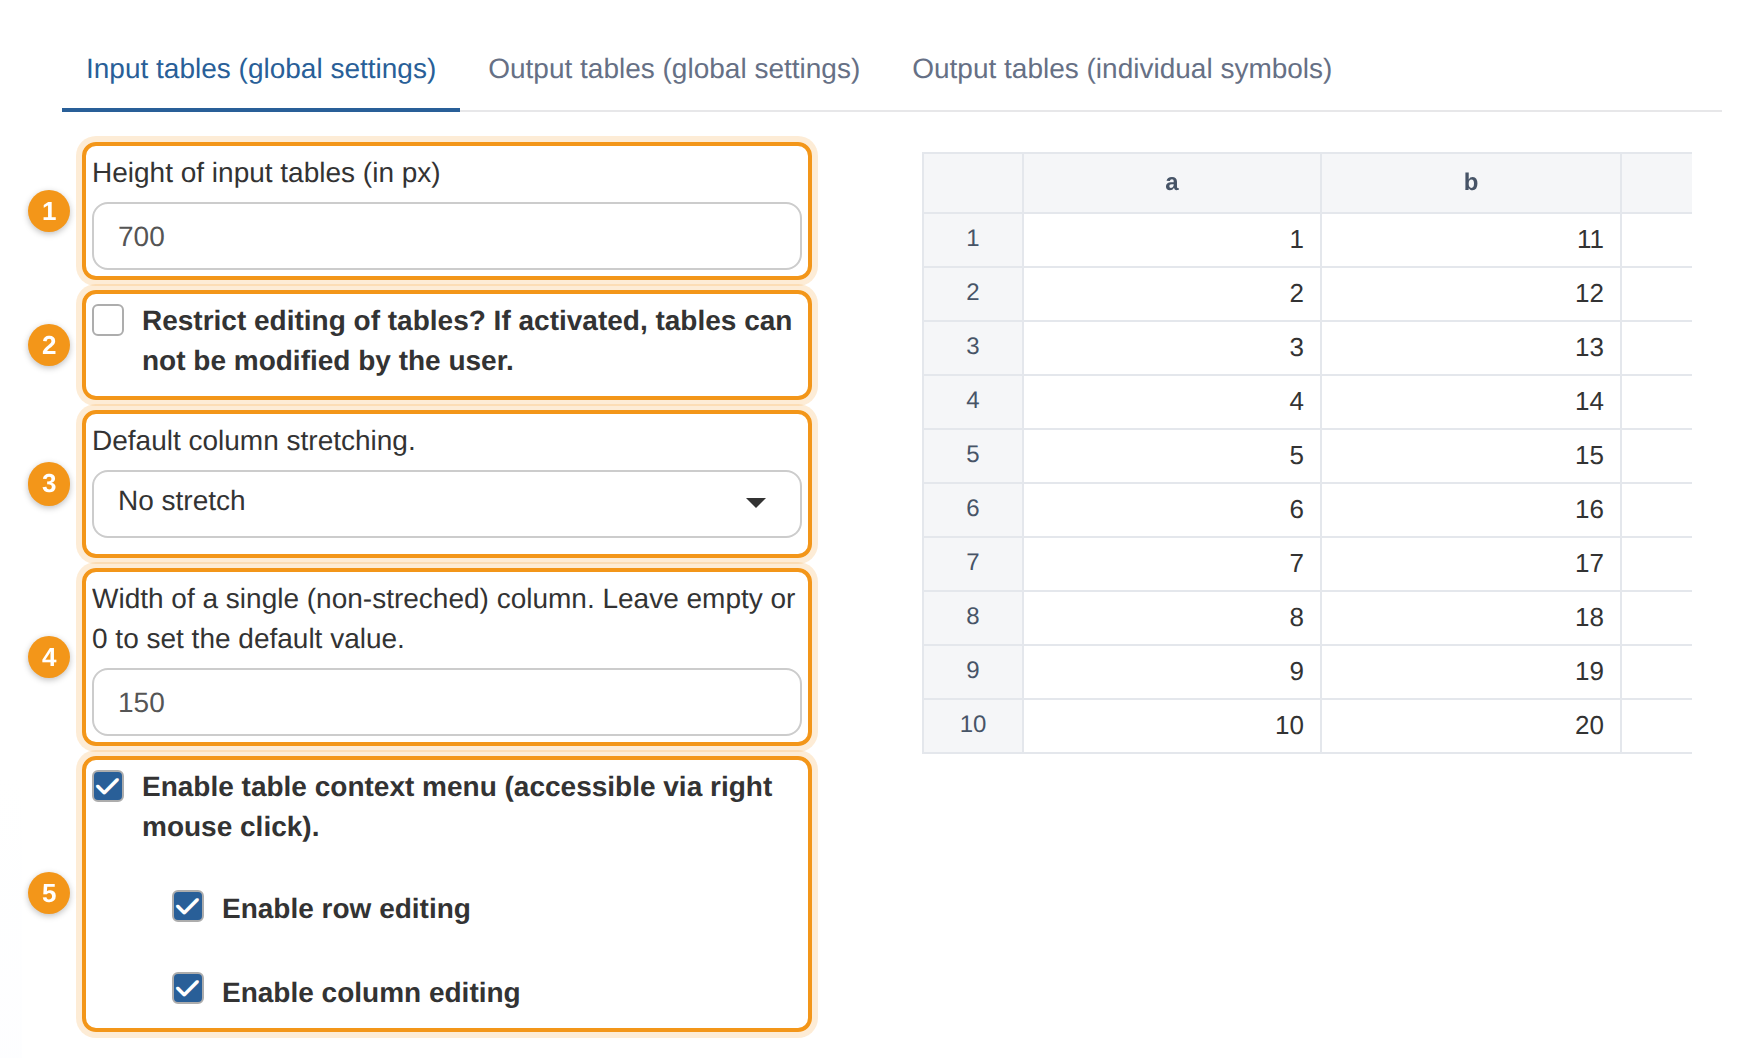 Input tables (global settings) Output tables (global settings) Output tables (individual symbols)
1
Height of input tables (in px)
700
2
Restrict editing of tables? If activated, tables can
not be modified by the user.
3
Default column stretching.
No stretch
4
Width of a single (non-streched) column. Leave empty or
0 to set the default value.
150
5
Enable table context menu (accessible via right
mouse click).
Enable row editing
Enable column editing
a b
1 1 11
2 2 12
3 3 13
4 4 14
5 5 15
6 6 16
7 7 17
8 8 18
9 9 19
10 10 20